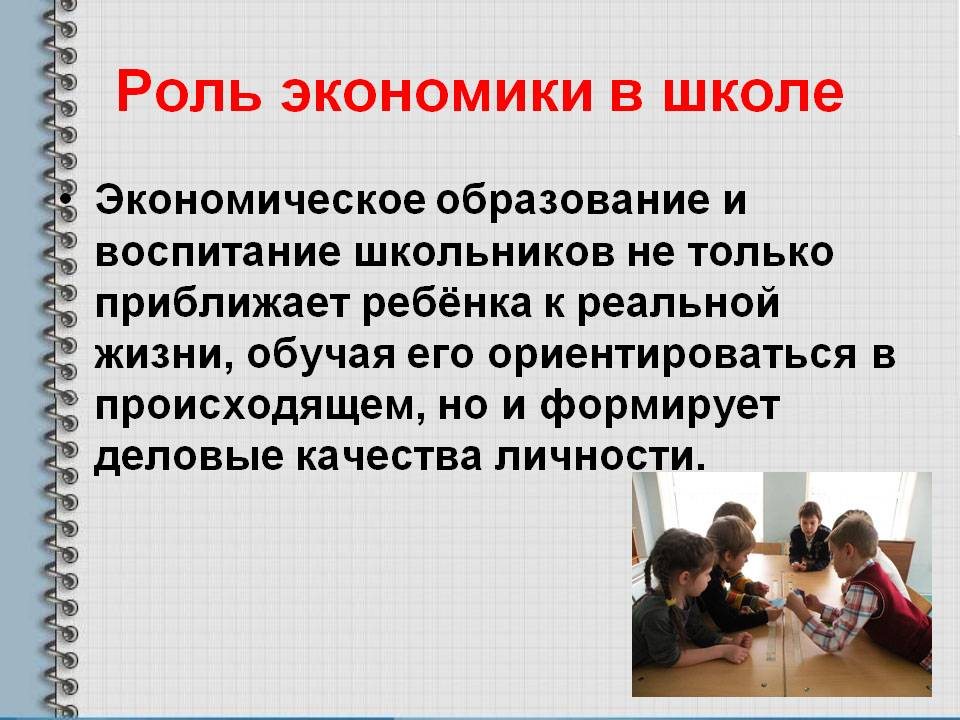 Роль экономики в школе
• Экономическое образование и
воспитание школьников не только
приближает ребёнка к реальной
жизни, обучая его ориентироваться в
происходящем, но и формирует
деловые качества личности.